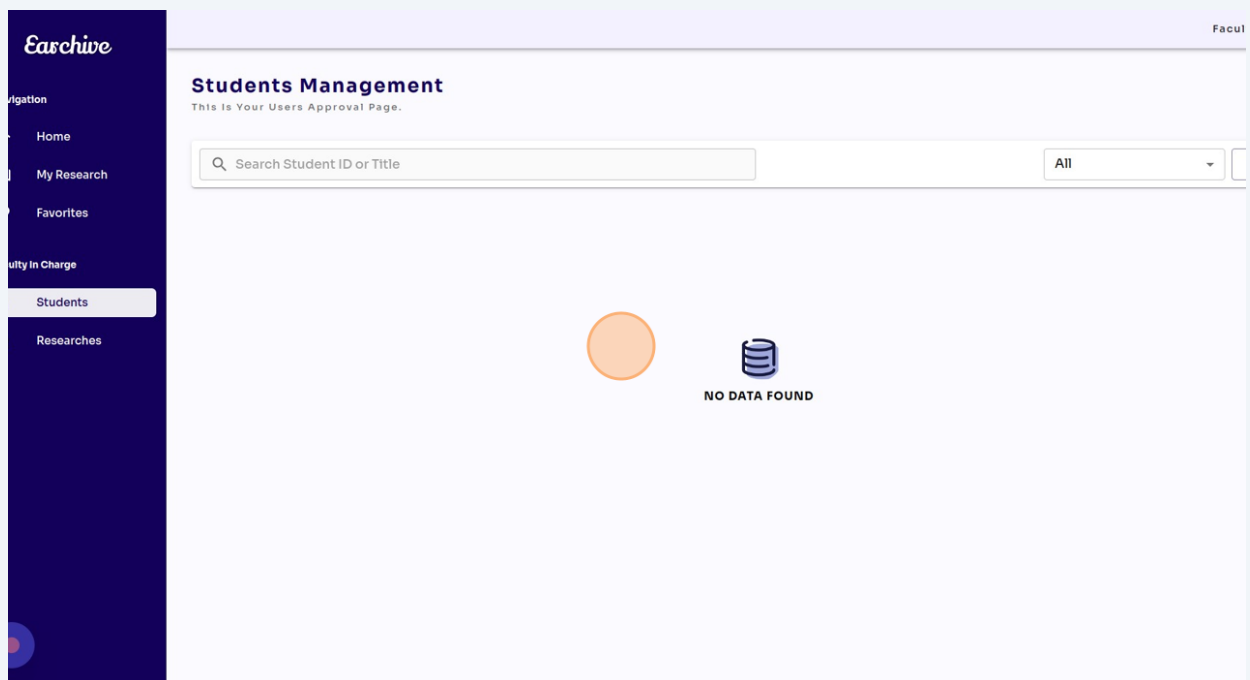 Earchive
Facul
Students Management
This Is Your Users Approval Page.
vigation
Home
My Research
Favorites
ulty In Charge
Students
Researches
Search Student ID or Title
All
NO DATA FOUND